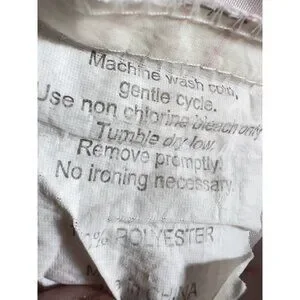 Machine wash cold,
gentle cycle.
Use non chlorine bleach only
Tumble dry low.
Remove promptly.
No ironing necessary.
% POLYESTER